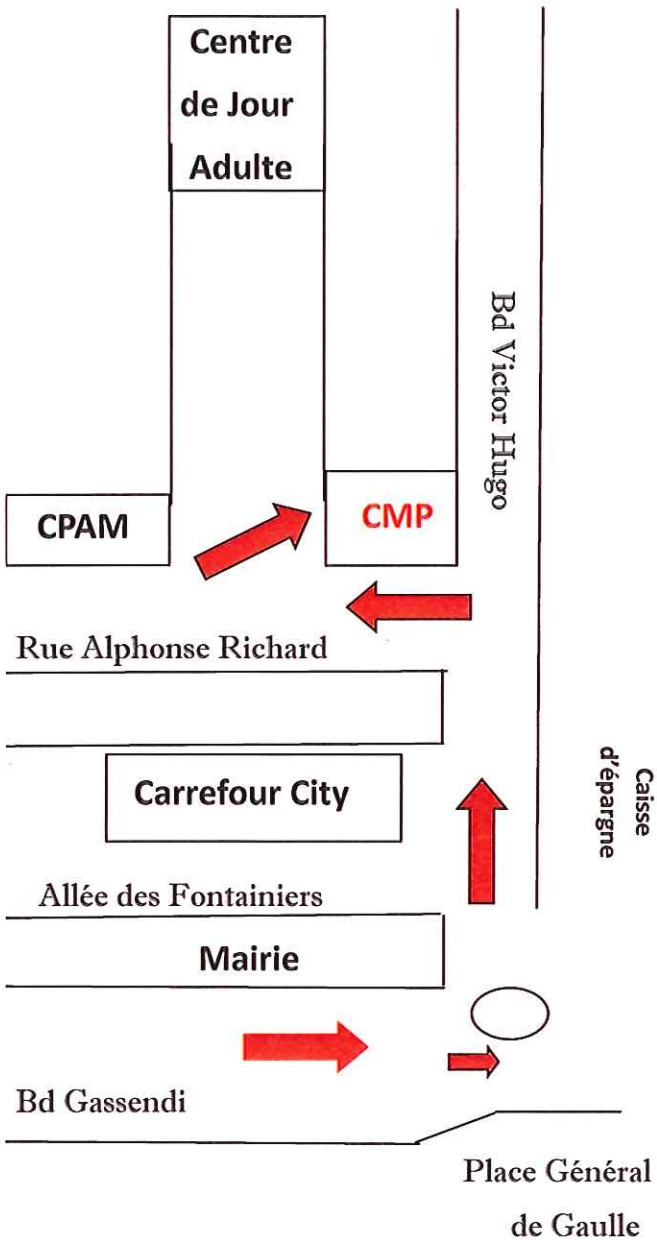 Centre
de Jour
Adulte
Bd Victor Hugo
CPAM
CMP
Rue Alphonse Richard
Carrefour City
Caisse
d'épargne
Allée des Fontainiers
Mairie
Bd Gassendi
Place Général
de Gaulle